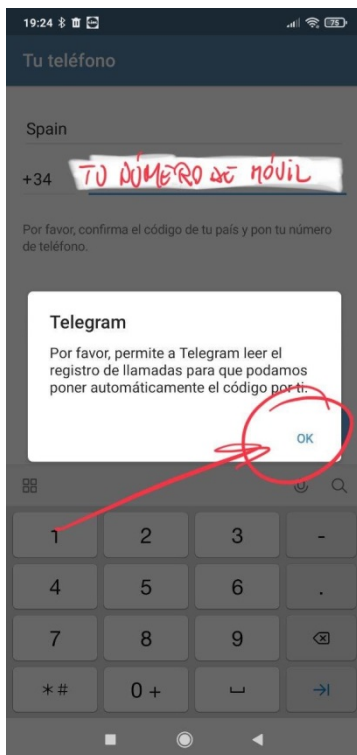 19:24
75
Tu teléfono
Spain
+34 TU NÚMERO DE MÓVIL
Por favor, confirma el código de tu país y pon tu número
de teléfono.
Telegram
Por favor, permite a Telegram leer el
registro de llamadas para que podamos
poner automáticamente el código por ti.
OK
1 2 3 -
4 5 6 .
7 8 9
* # 0 +